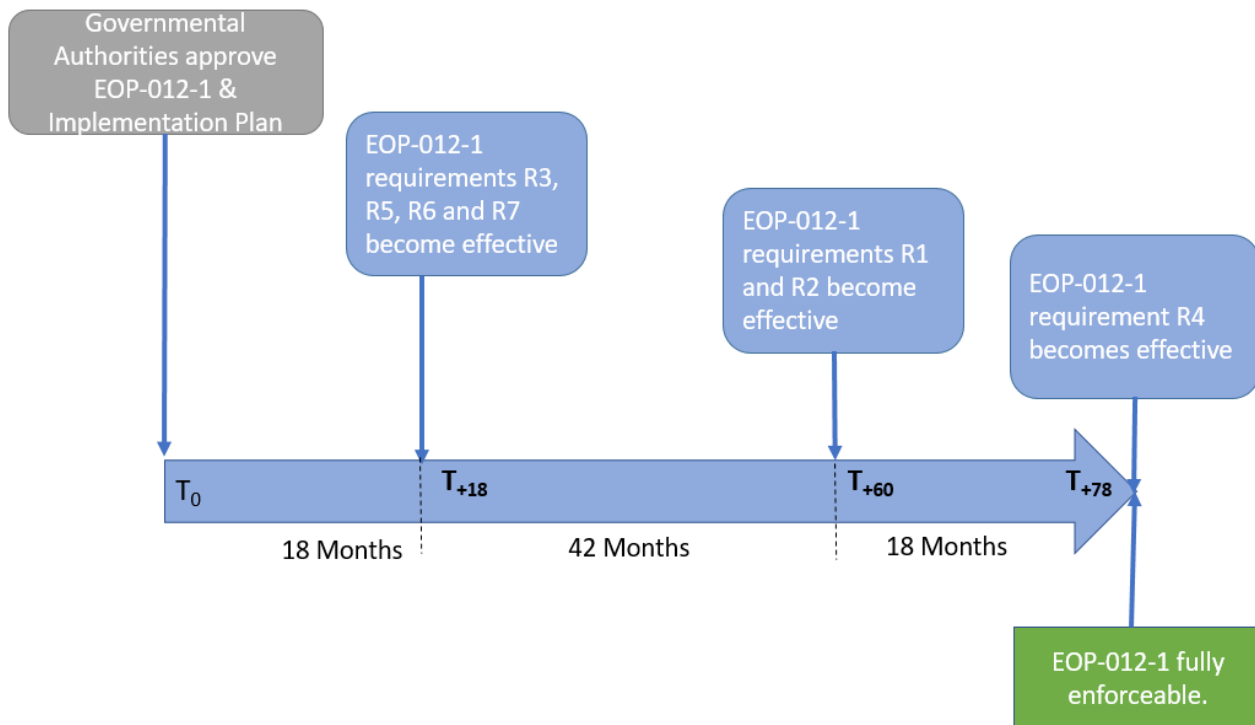 Governmental
Authorities approve
EOP-012-1 &
Implementation Plan
EOP-012-1
requirements R3,
R5, R6 and R7
become effective
EOP-012-1
requirements R1
and R2 become
effective
EOP-012-1
requirement R4
becomes effective
T0
T+18
T+60
T+78
18 Months
42 Months
18 Months
EOP-012-1 fully
enforceable.